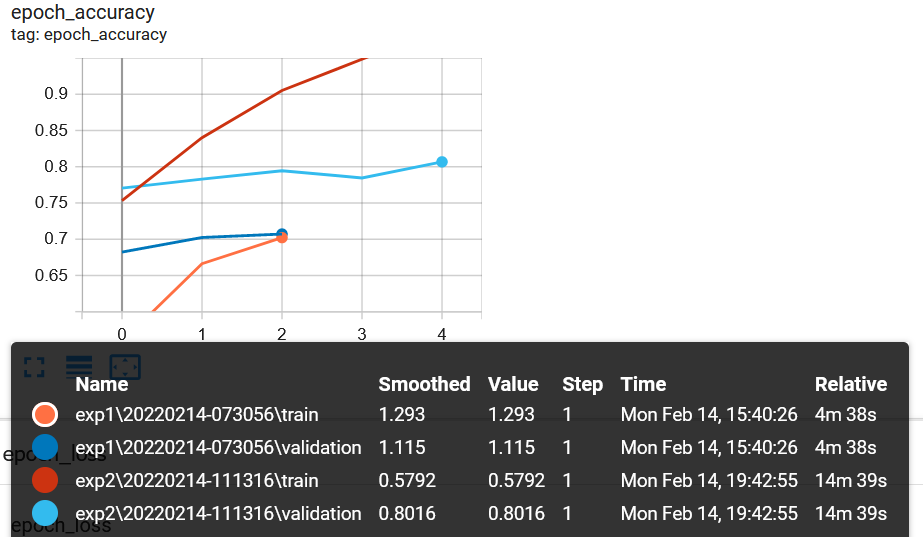 epoch_accuracy
tag: epoch_accuracy
0.9
0.85
0.8
0.75
0.7
0.65
0 1 2 3 4
Name Smoothed Value Step Time Relative
exp1\20220214-073056\train 1.293 1.293 1 Mon Feb 14, 15:40:26 4m 38s
exp1\20220214-073056\validation 1.115 1.115 1 Mon Feb 14, 15:40:26 4m 38s
epoch_loss
exp2\20220214-111316\train 0.5792 0.5792 1 Mon Feb 14, 19:42:55 14m 39s
exp2\20220214-111316\validation 0.8016 0.8016 1 Mon Feb 14, 19:42:55 14m 39s
epoch_loss